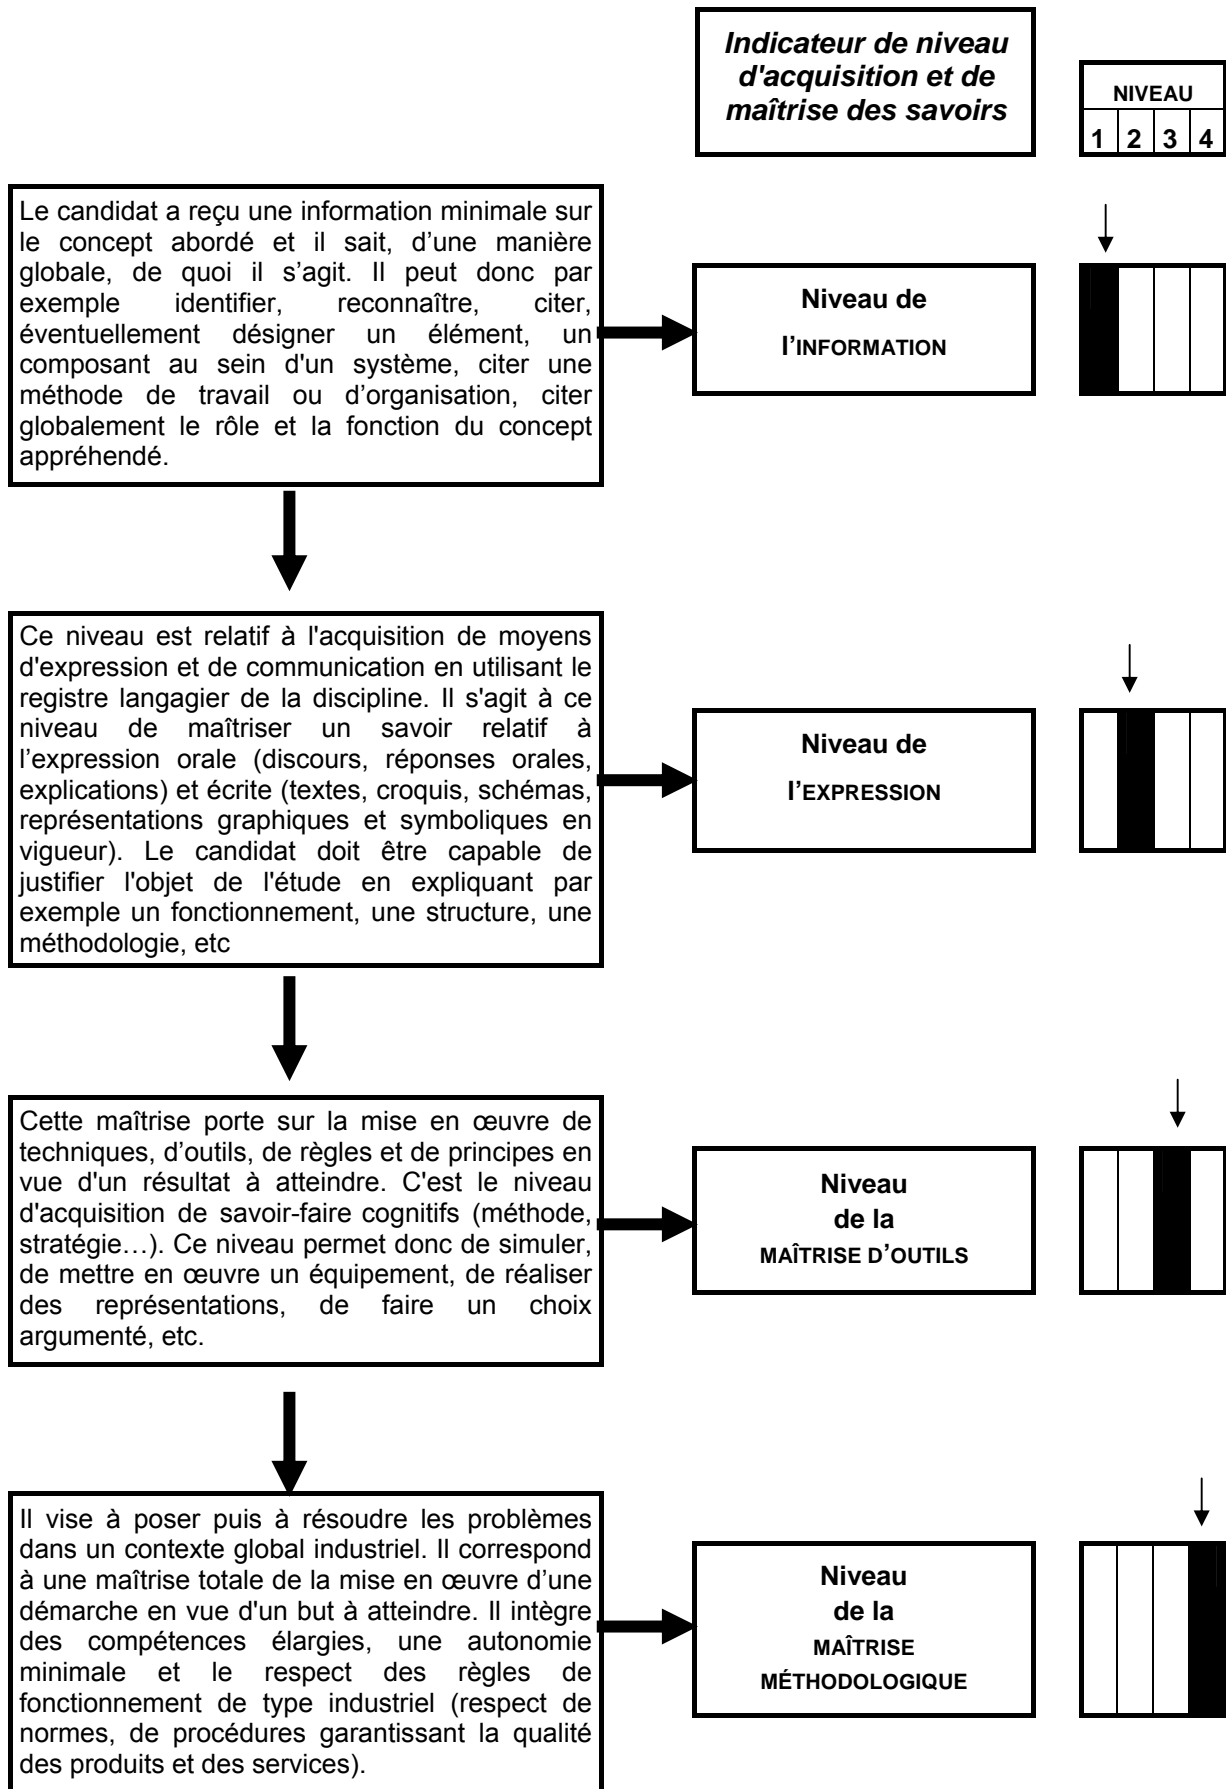 Indicateur de niveau
d'acquisition et de
maîtrise des savoirs
NIVEAU
1 2 3 4
Le candidat a reçu une information minimale sur
le concept abordé et il sait, d’une manière
globale, de quoi il s’agit. Il peut donc par
exemple identifier, reconnaître, citer,
éventuellement désigner un élément, un
composant au sein d'un système, citer une
méthode de travail ou d’organisation, citer
globalement le rôle et la fonction du concept
appréhendé.
Niveau de
l’INFORMATION
Ce niveau est relatif à l'acquisition de moyens
d'expression et de communication en utilisant le
registre langagier de la discipline. Il s'agit à ce
niveau de maîtriser un savoir relatif à
l’expression orale (discours, réponses orales,
explications) et écrite (textes, croquis, schémas,
représentations graphiques et symboliques en
vigueur). Le candidat doit être capable de
justifier l'objet de l'étude en expliquant par
exemple un fonctionnement, une structure, une
méthodologie, etc
Niveau de
l’EXPRESSION
Cette maîtrise porte sur la mise en œuvre de
techniques, d’outils, de règles et de principes en
vue d'un résultat à atteindre. C'est le niveau
d'acquisition de savoir-faire cognitifs (méthode,
stratégie…). Ce niveau permet donc de simuler,
de mettre en œuvre un équipement, de réaliser
des représentations, de faire un choix
argumenté, etc.
Niveau
de la
MAÎTRISE D’OUTILS
Il vise à poser puis à résoudre les problèmes
dans un contexte global industriel. Il correspond
à une maîtrise totale de la mise en œuvre d’une
démarche en vue d'un but à atteindre. Il intègre
des compétences élargies, une autonomie
minimale et le respect des règles de
fonctionnement de type industriel (respect de
normes, de procédures garantissant la qualité
des produits et des services).
Niveau
de la
MAÎTRISE
MÉTHODOLOGIQUE